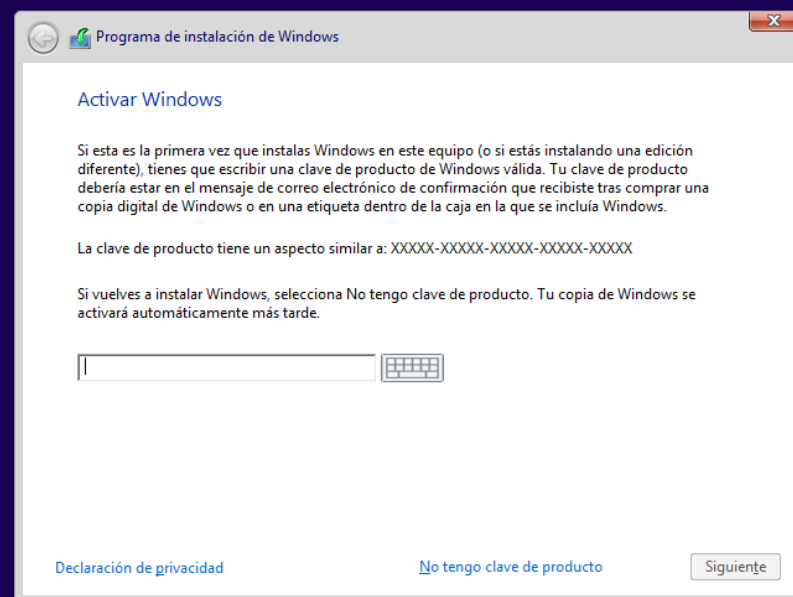 Programa de instalación de Windows
Activar Windows
Si esta es la primera vez que instalas Windows en este equipo (o si estás instalando una edición
diferente), tienes que escribir una clave de producto de Windows válida. Tu clave de producto
debería estar en el mensaje de correo electrónico de confirmación que recibiste tras comprar una
copia digital de Windows o en una etiqueta dentro de la caja en la que se incluía Windows.
La clave de producto tiene un aspecto similar a: XXXXX-XXXXX-XXXXX-XXXXX-XXXXX
Si vuelves a instalar Windows, selecciona No tengo clave de producto. Tu copia de Windows se
activará automáticamente más tarde.
Declaración de privacidad
No tengo clave de producto
Siguiente